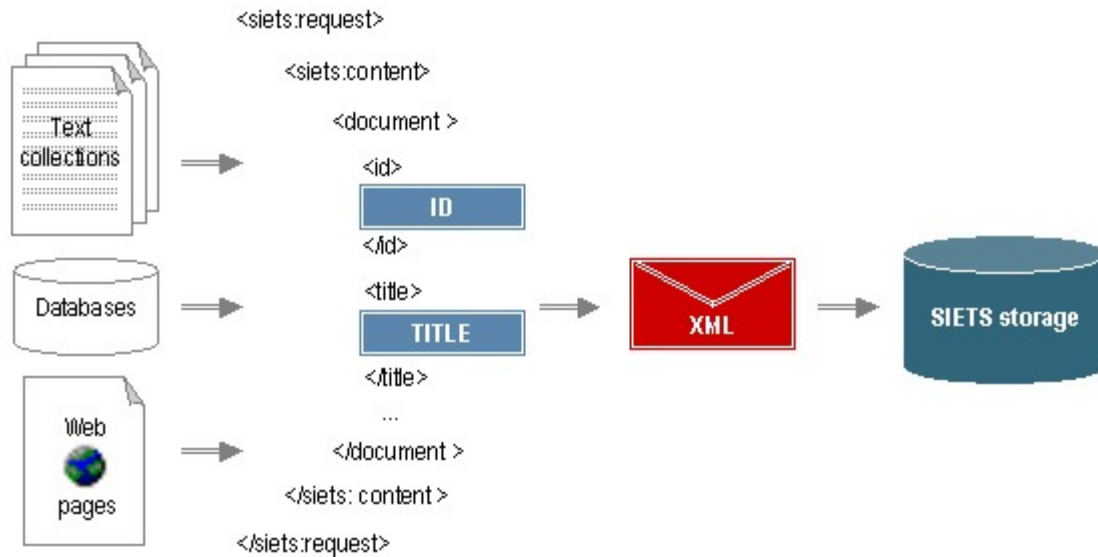 Text
collections
Databases
Web
pages
<siets:request>
<siets:content>
<document >
<id>
ID
</id>
<title>
TITLE
</title>
...
</document >
</siets: content >
</siets:request>
XML
SIETS storage